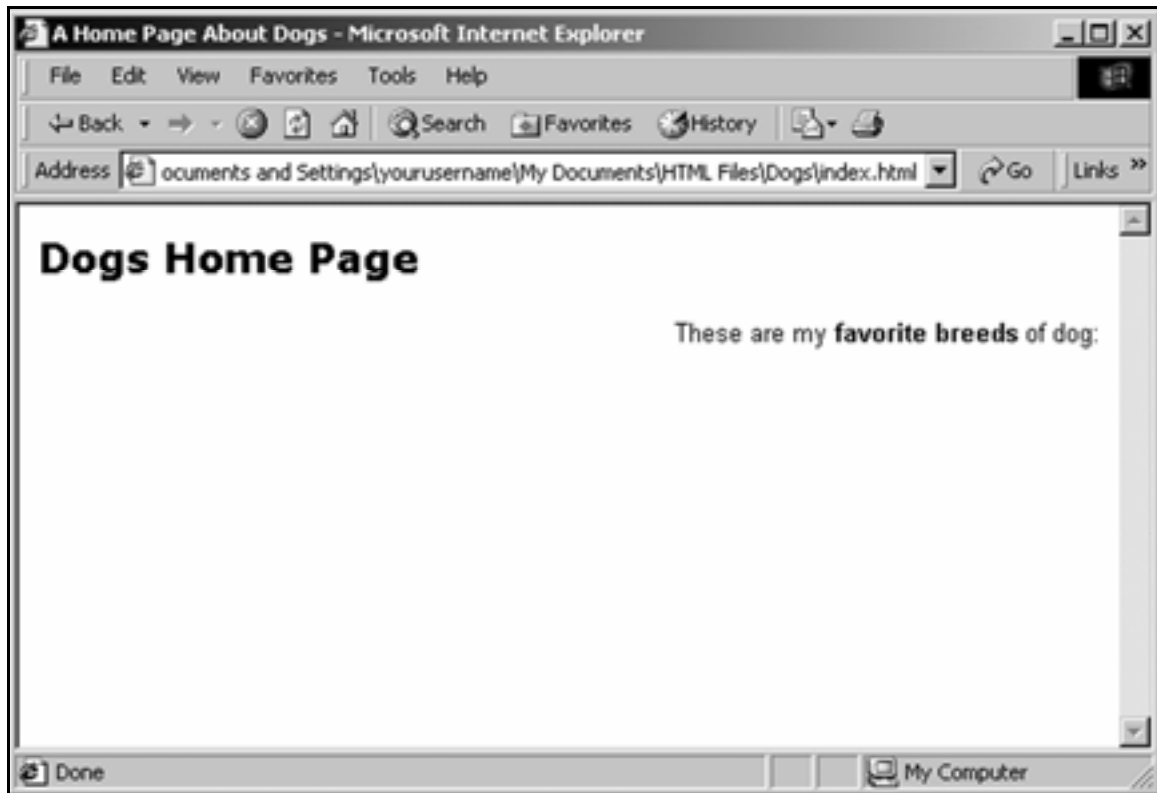 A Home Page About Dogs - Microsoft Internet Explorer
File Edit View Favorites Tools Help
Back Search Favorites History
Address ocuments and Settings\yourusername\My Documents\HTML Files\Dogs\index.html Go Links »
Dogs Home Page
These are my favorite breeds of dog:
Done My Computer